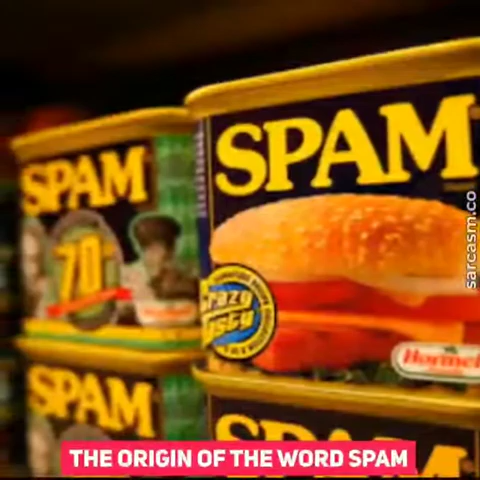 SPAM
SPAM
70
Crazy
Tasty
Hormel
sarcasm.co
SPAM
SPAM
THE ORIGIN OF THE WORD SPAM